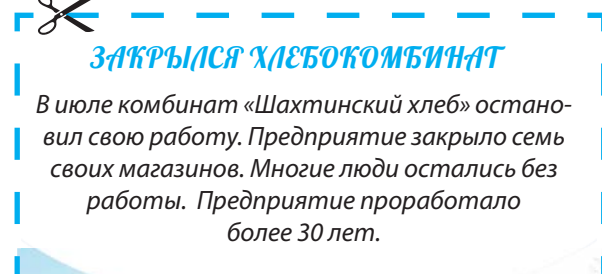 ЗАКРЫЛСЯ ХЛЕБОКОМБИНАТ
В июле комбинат «Шахтинский хлеб» остано-
вил свою работу. Предприятие закрыло семь
своих магазинов. Многие люди остались без
работы. Предприятие проработало
более 30 лет.